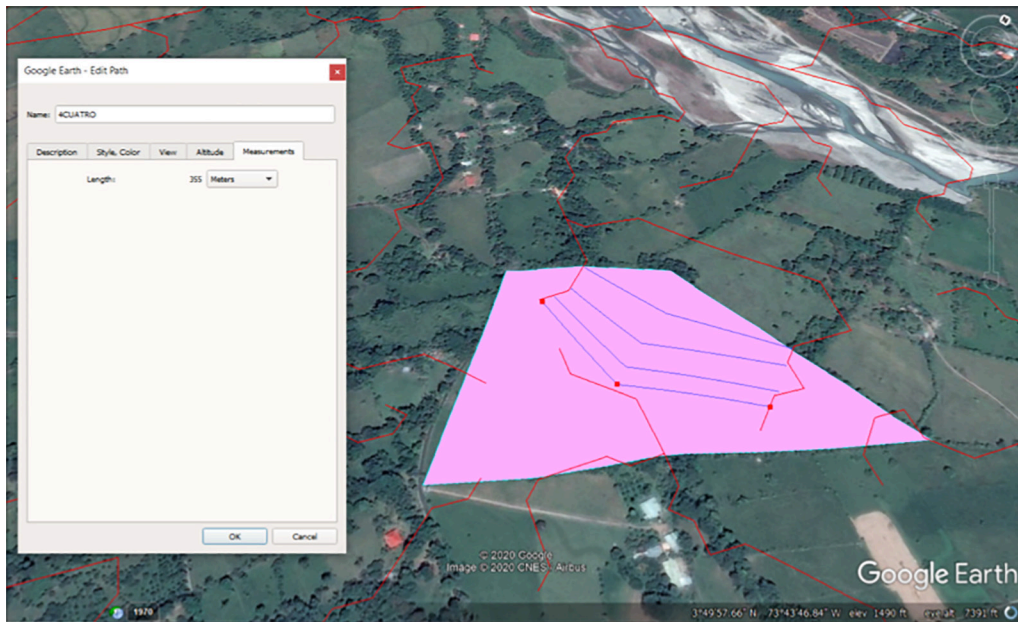 Google Earth - Edit Path
Name: 4CUATRO
Description Style, Color View Altitude Measurements
Length: 355 Meters
OK Cancel
© 2020 Google
Image © 2020 CNES / Airbus
Google Earth
1970
3°49'57.66" N 73°43'46.84" W elev 1490 ft eye alt 7391 ft